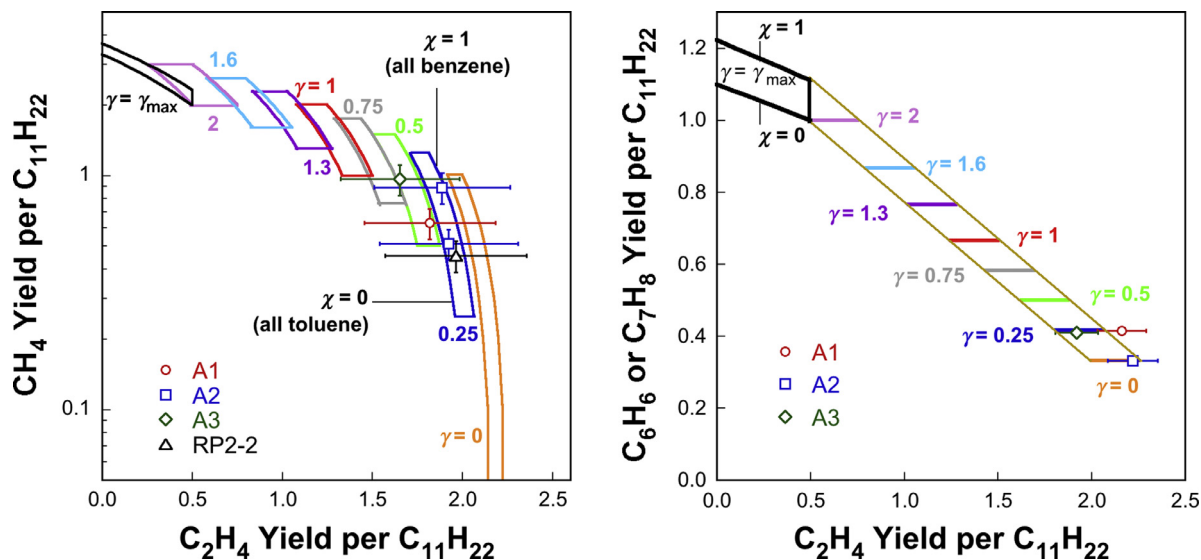 CH₄ Yield per C₁₁H₂₂
1
0.1
0.0
0.5
1.0
1.5
2.0
2.5
C₂H₄ Yield per C₁₁H₂₂
γ = γmax
2
1.6
1.3
γ = 1
0.75
0.5
0.25
γ = 0
χ = 1
(all benzene)
χ = 0
(all toluene)
A1
A2
A3
RP2-2
C₆H₆ or C₇H₈ Yield per C₁₁H₂₂
1.2
1.0
0.8
0.6
0.4
0.2
0.0
0.0
0.5
1.0
1.5
2.0
2.5
C₂H₄ Yield per C₁₁H₂₂
χ = 1
γ = γmax
χ = 0
γ = 2
γ = 1.6
γ = 1.3
γ = 1
γ = 0.75
γ = 0.5
γ = 0.25
γ = 0
A1
A2
A3